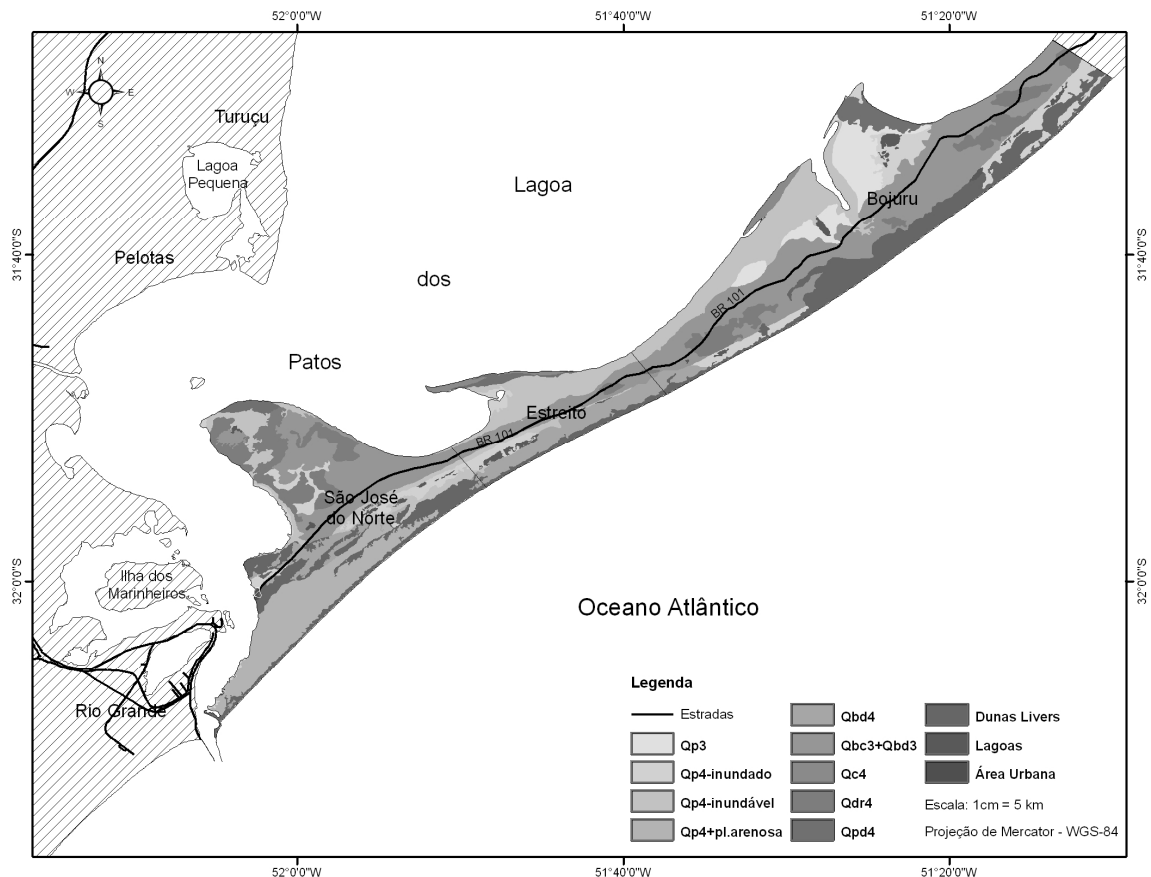 52°0'0"W 51°40'0"W 51°20'0"W
N
W E
S
Turuçu
Lagoa
Pequena
Lagoa
Bojuru
Pelotas
31°40'0"S 31°40'0"S
dos
BR 101
Patos
Estreito
BR 101
São José
do Norte
Ilha dos
Marinheiros
32°0'0"S 32°0'0"S
Oceano Atlântico
Rio Grande
Legenda
Estradas
Qp3
Qp4-inundado
Qp4-inundável
Qp4+pl.arenosa
Qbd4
Qbc3+Qbd3
Qc4
Qdr4
Qpd4
Dunas Livers
Lagoas
Área Urbana
Escala: 1cm = 5 km
Projeção de Mercator - WGS-84
52°0'0"W 51°40'0"W 51°20'0"W